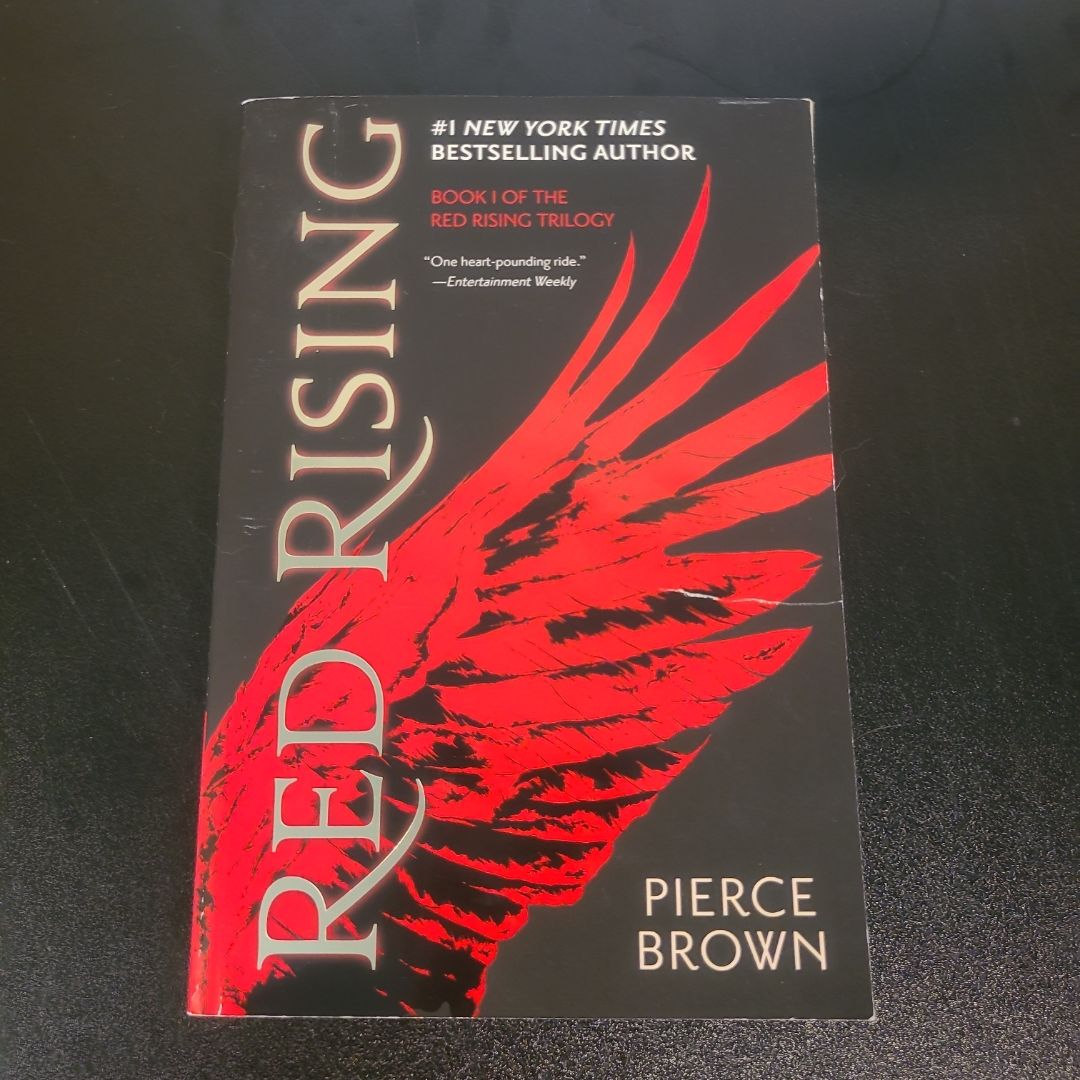 RED RISING
#1 NEW YORK TIMES
BESTSELLING AUTHOR
BOOK I OF THE
RED RISING TRILOGY
“One heart-pounding ride.”
—Entertainment Weekly
PIERCE
BROWN